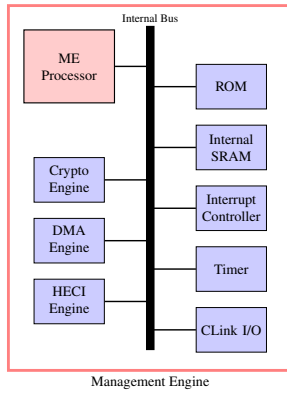 Internal Bus
ME
Processor
ROM
Internal
SRAM
Crypto
Engine
Interrupt
Controller
DMA
Engine
Timer
HECI
Engine
CLink I/O
Management Engine